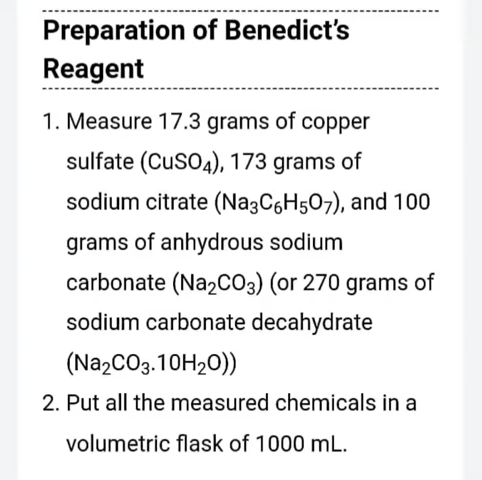 Preparation of Benedict's
Reagent
1. Measure 17.3 grams of copper
sulfate (CuSO₄), 173 grams of
sodium citrate (Na₃C₆H₅O₇), and 100
grams of anhydrous sodium
carbonate (Na₂CO₃) (or 270 grams of
sodium carbonate decahydrate
(Na₂CO₃.10H₂O))
2. Put all the measured chemicals in a
volumetric flask of 1000 mL.